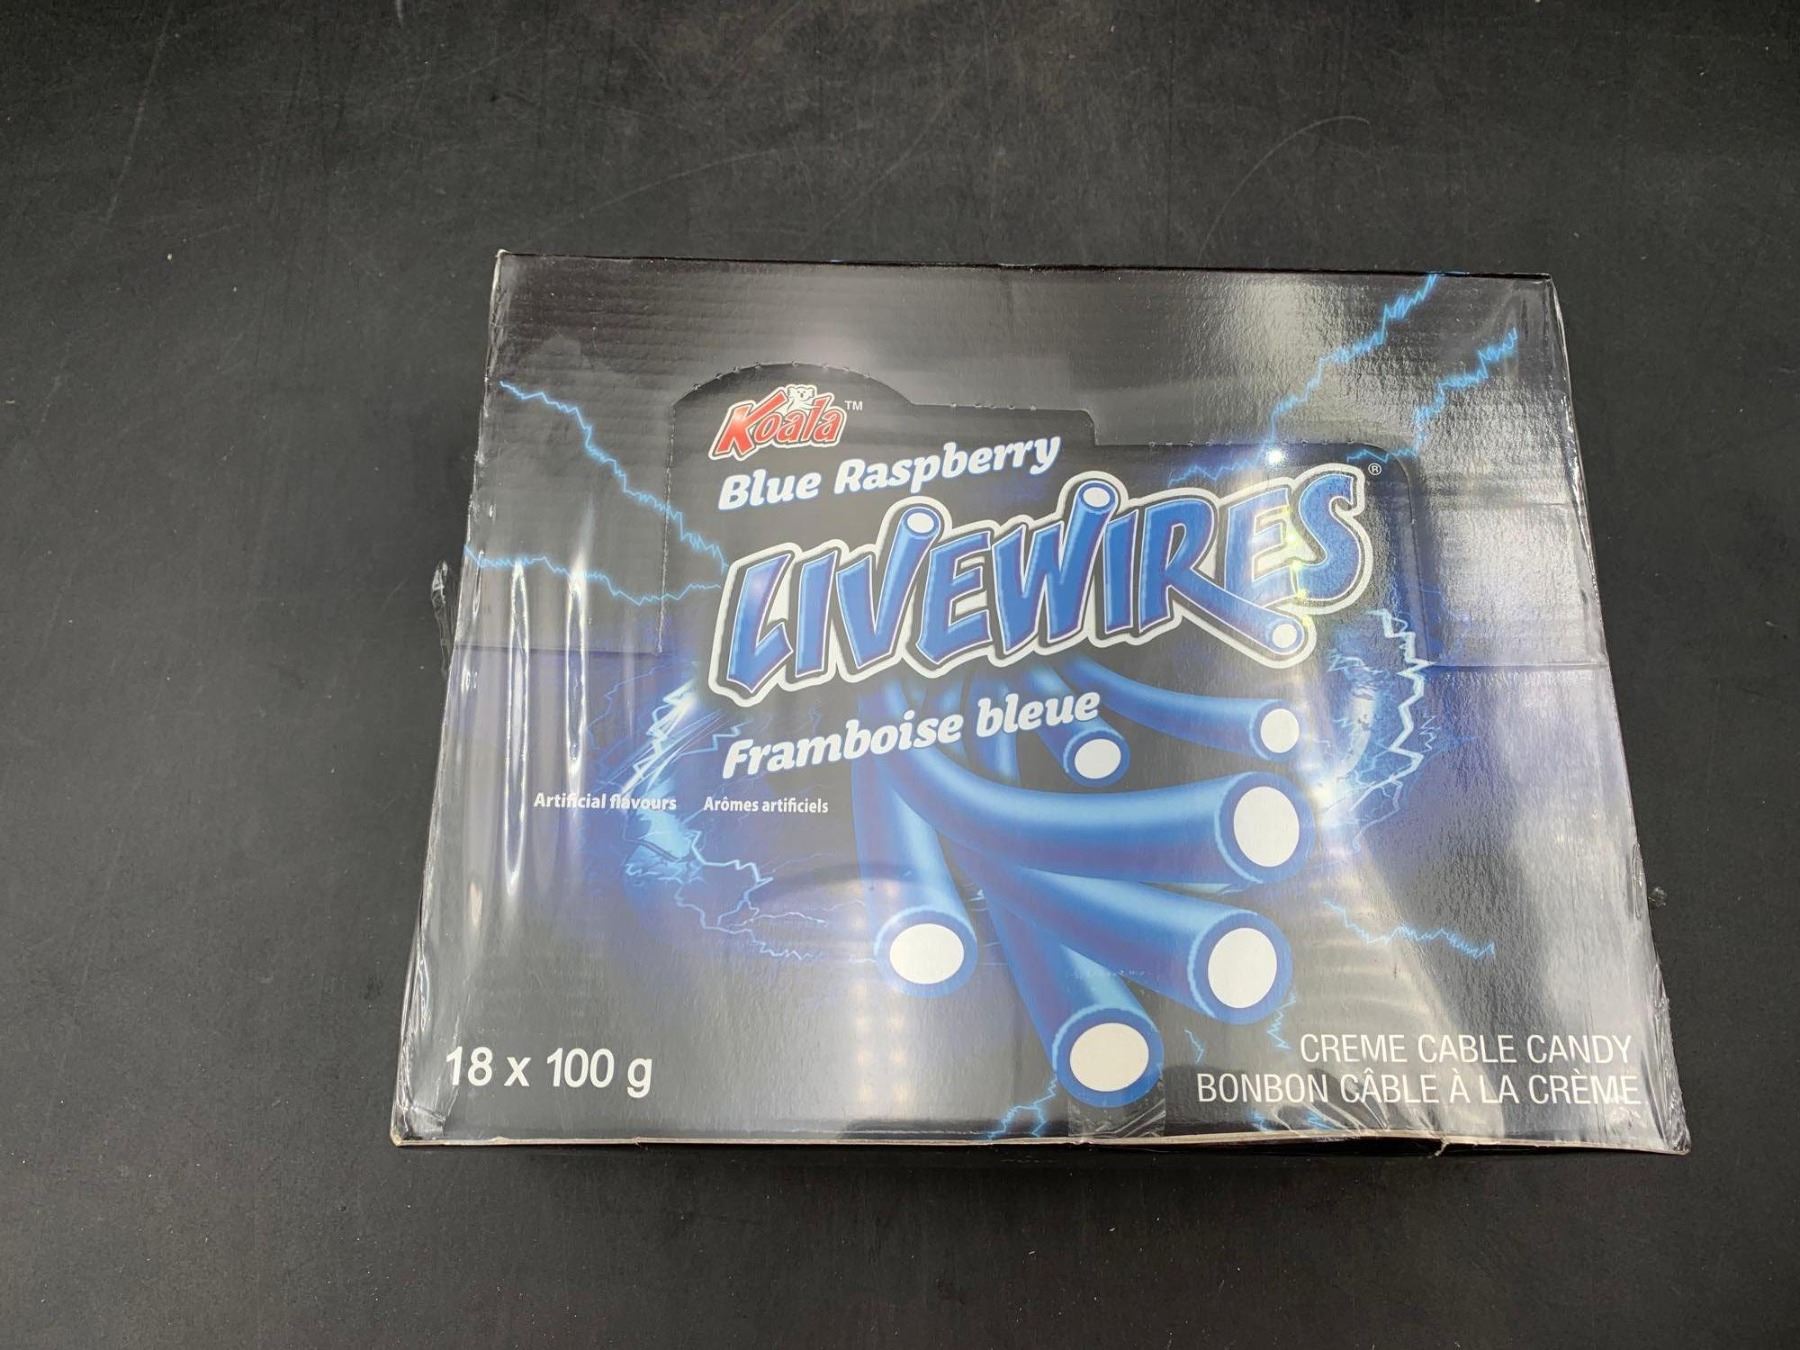 Koala™
Blue Raspberry
LIVEWIRES®
Framboise bleue
Artificial flavours Arômes artificiels
18 x 100 g
CREME CABLE CANDY
BONBON CÂBLE À LA CRÈME